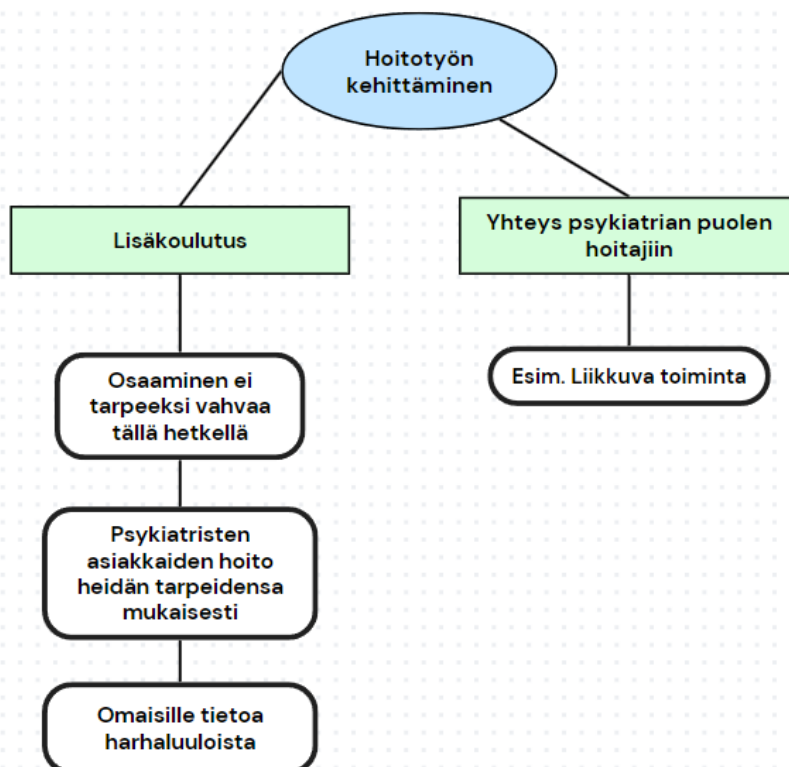 Hoitotyön
kehittäminen
Lisäkoulutus
Yhteys psykiatrian puolen
hoitajiin
Osaaminen ei
tarpeeksi vahvaa
tällä hetkellä
Esim. Liikkuva toiminta
Psykiatristen
asiakkaiden hoito
heidän tarpeidensa
mukaisesti
Omaisille tietoa
harhaluuloista